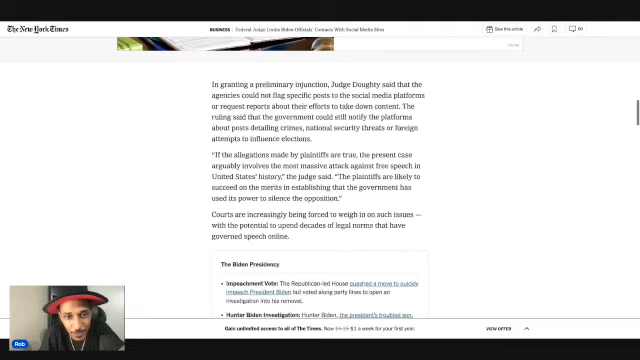 The New York Times
BUSINESS | Federal Judge Limits Biden Officials' Contacts With Social Media Sites
Give this article
In granting a preliminary injunction, Judge Doughty said that the
agencies could not flag specific posts to the social media platforms
or request reports about their efforts to take down content. The
ruling said that the government could still notify the platforms
about posts detailing crimes, national security threats or foreign
attempts to influence elections.
“If the allegations made by plaintiffs are true, the present case
arguably involves the most massive attack against free speech in
United States’ history,” the judge said. “The plaintiffs are likely to
succeed on the merits in establishing that the government has
used its power to silence the opposition.”
Courts are increasingly being forced to weigh in on such issues —
with the potential to upend decades of legal norms that have
governed speech online.
The Biden Presidency
• Impeachment Vote: The Republican-led House quashed a move to quickly
impeach President Biden but voted along party lines to open an
investigation into his removal.
• Hunter Biden Investigation: Hunter Biden, the president's troubled son,
Rob
Gain unlimited access to all of The Times. Now $1 a week for your first year.
VIEW OFFER